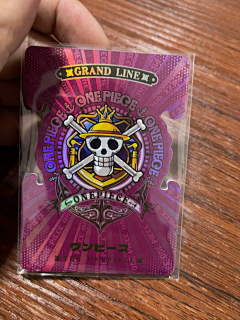 GRAND LINE
ONE PIECE & ONE PIECE & ONE PIECE
ONE PIECE
ワンピース